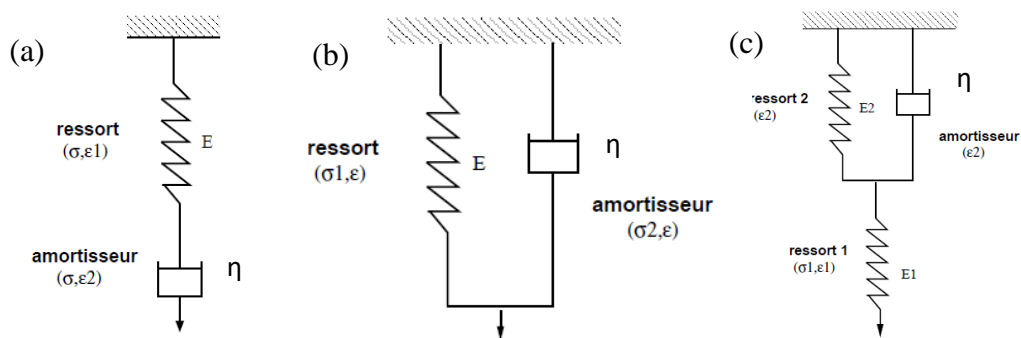 (a)
ressort
(σ,ε1)
E
amortisseur
(σ,ε2)
η
(b)
ressort
(σ1,ε)
E
η
amortisseur
(σ2,ε)
(c)
ressort 2
(ε2)
E2
η
amortisseur
(ε2)
ressort 1
(σ1,ε1)
E1